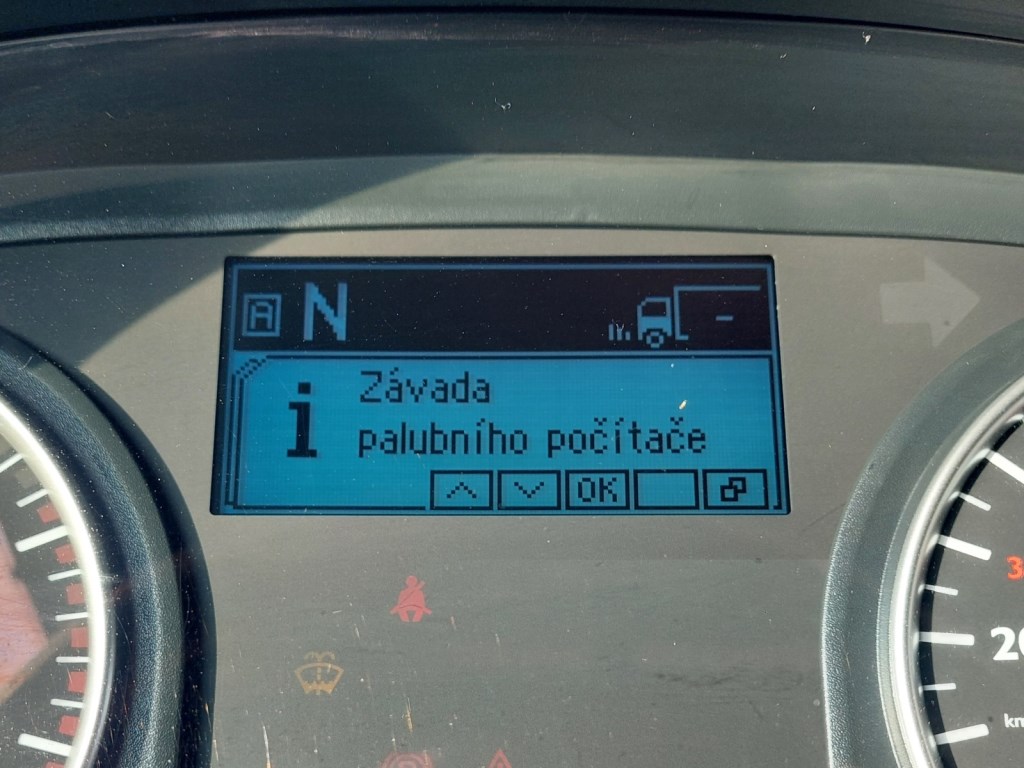 A N -
Závada
palubního počítače
OK